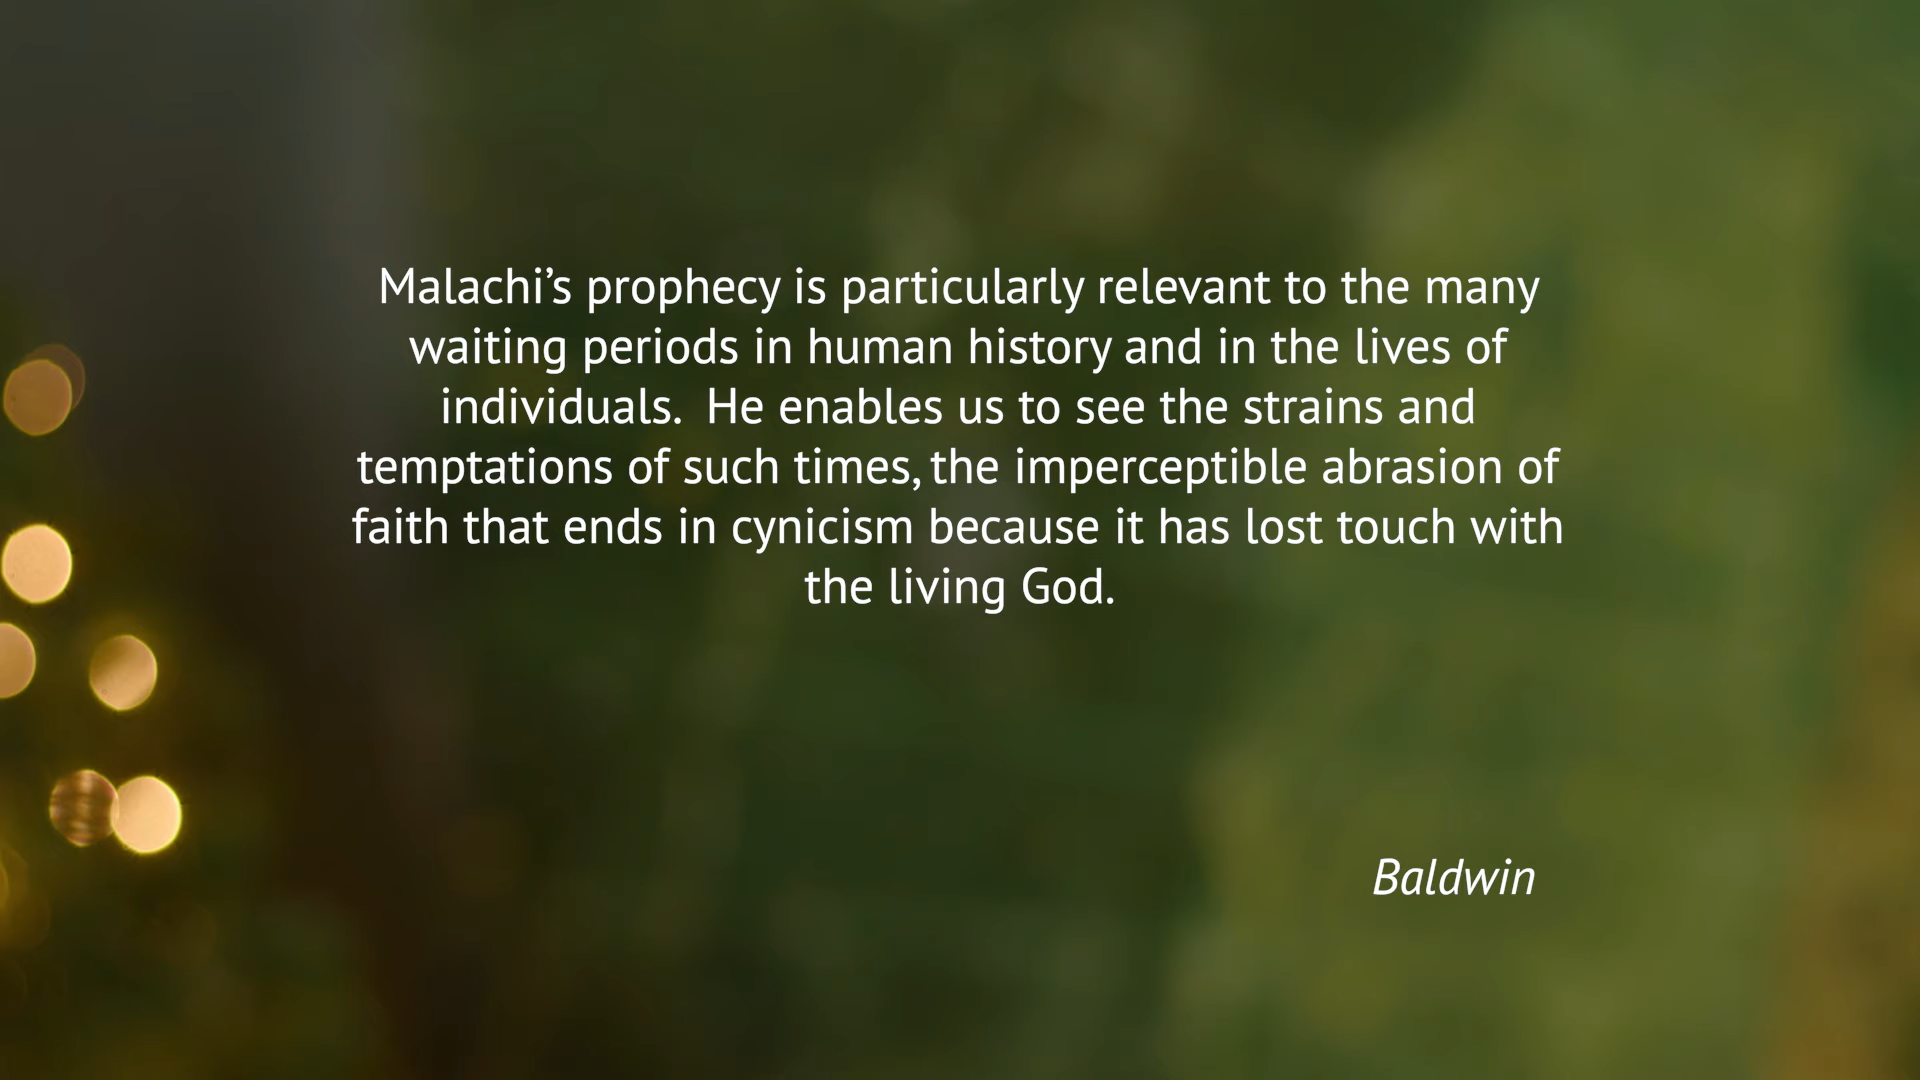 Malachi’s prophecy is particularly relevant to the many
waiting periods in human history and in the lives of
individuals.  He enables us to see the strains and
temptations of such times, the imperceptible abrasion of
faith that ends in cynicism because it has lost touch with
the living God.
Baldwin